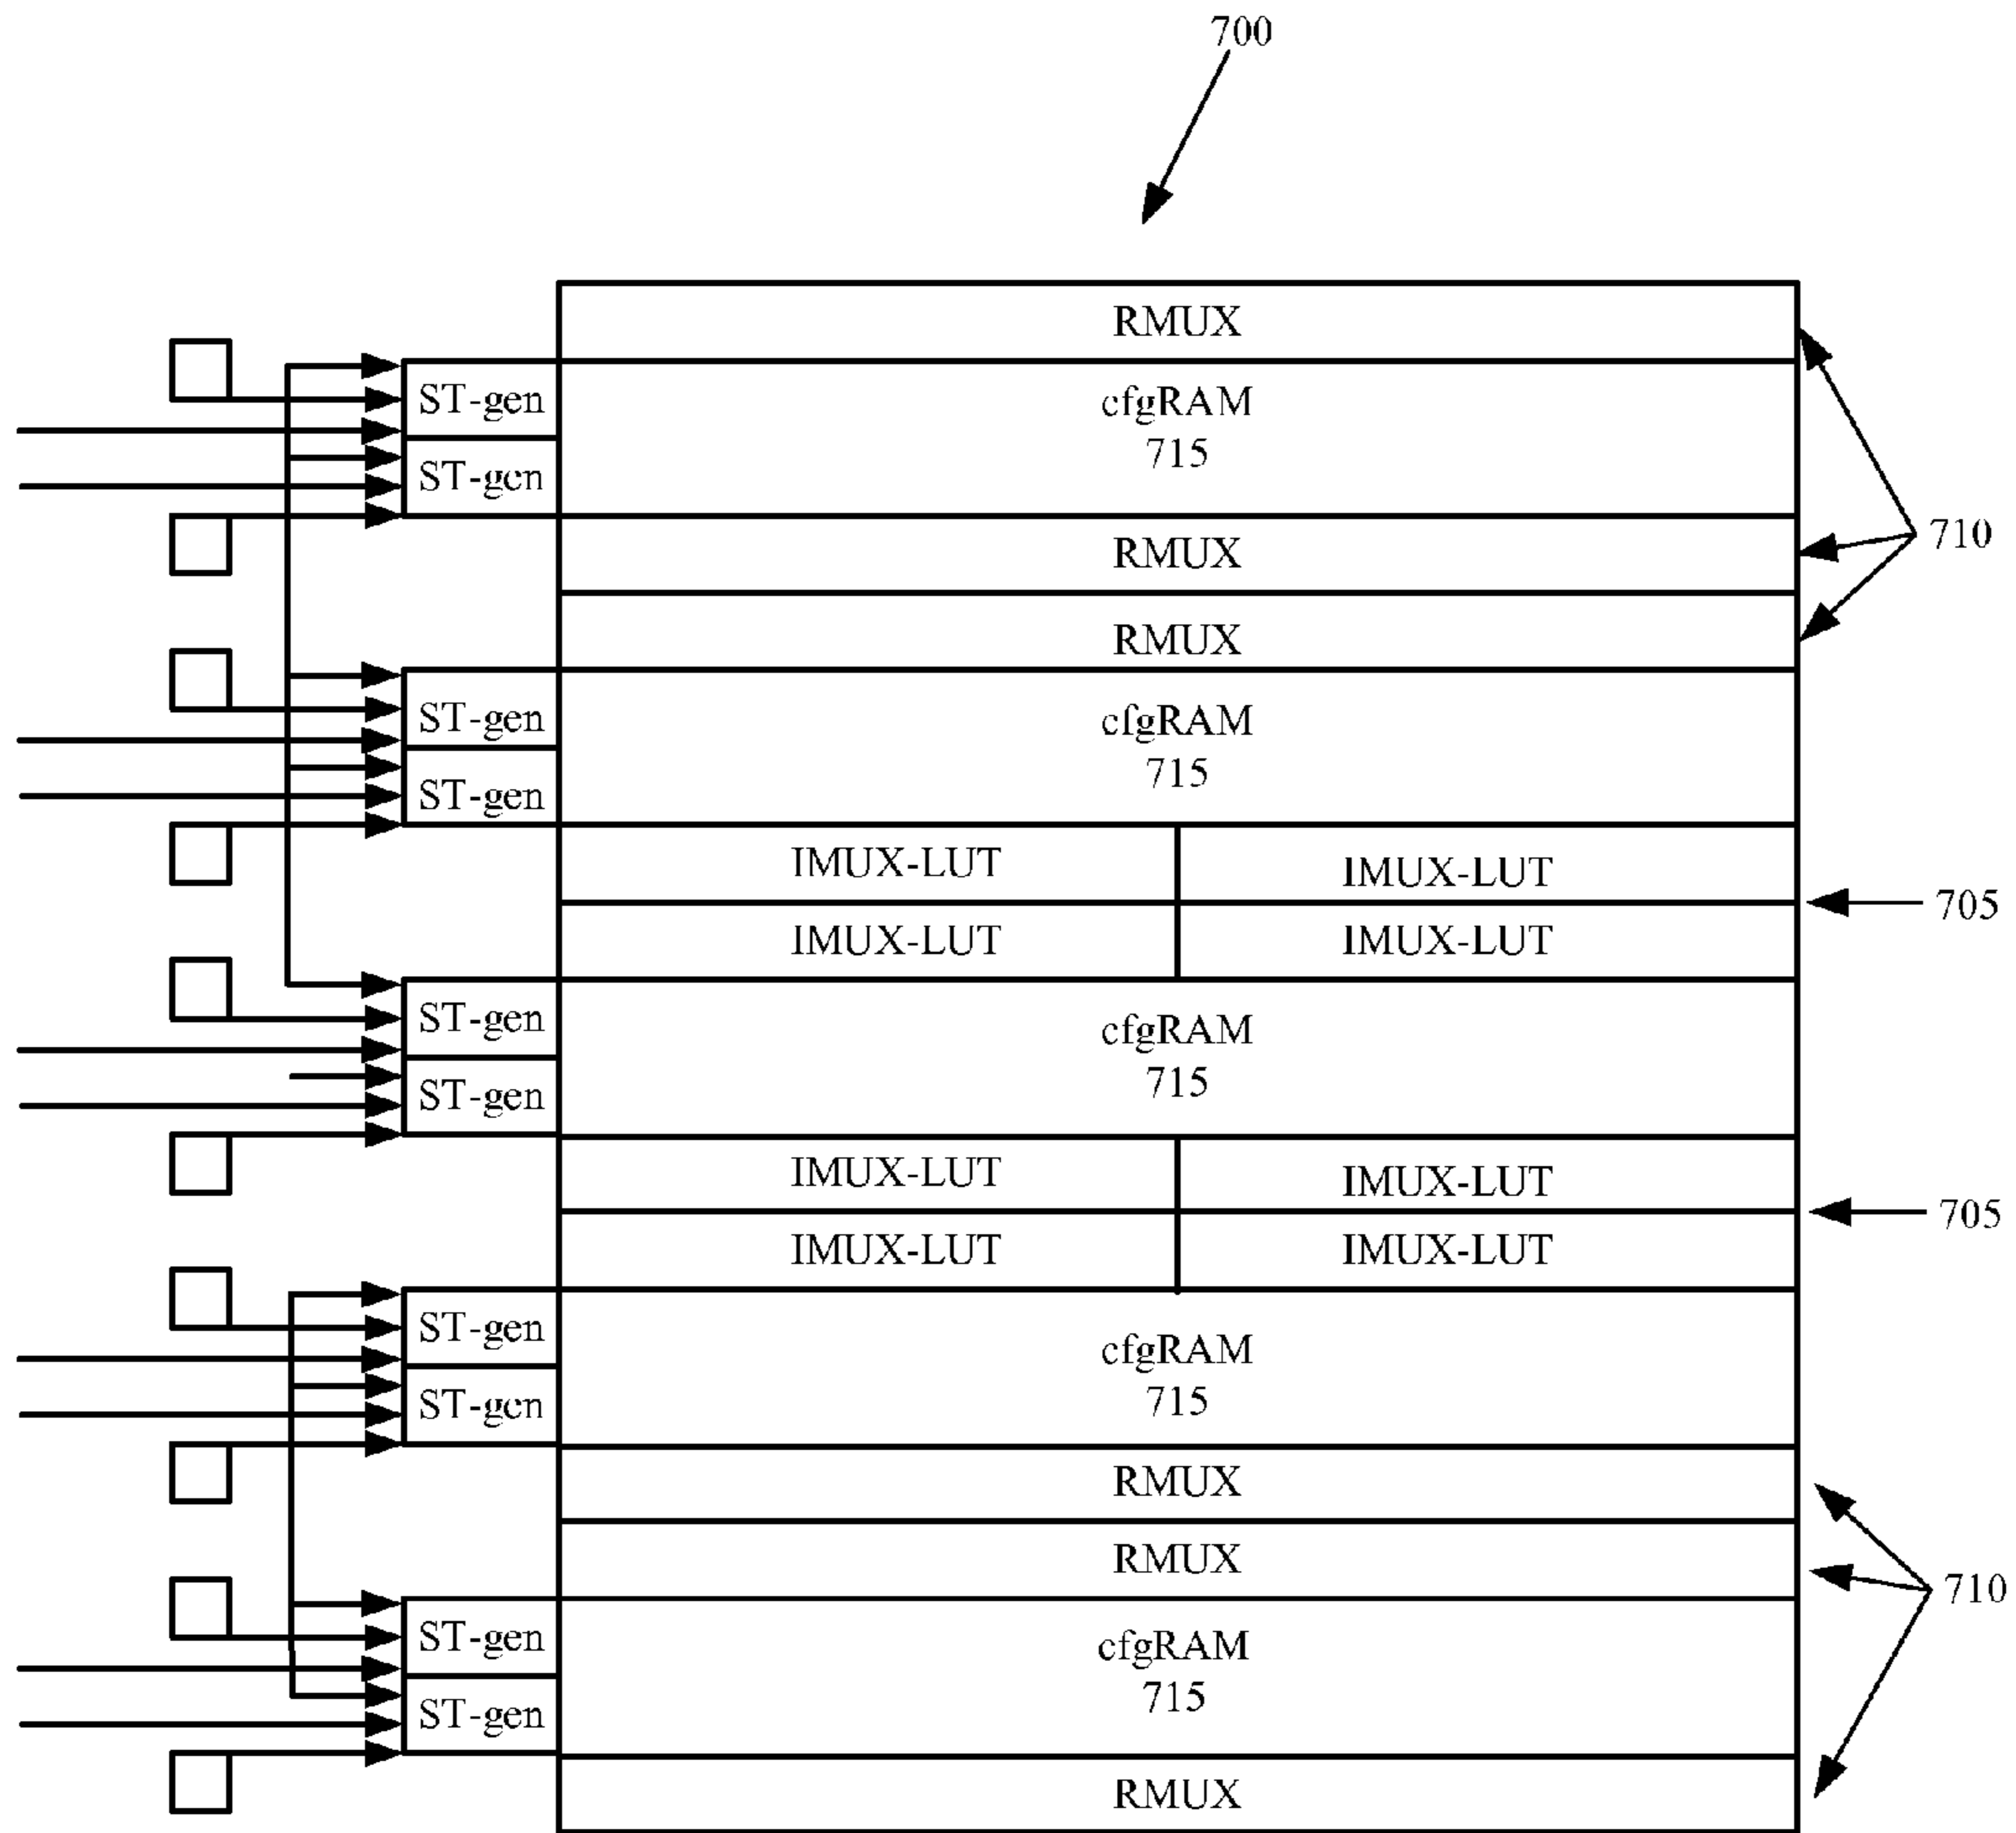 700
RMUX
ST-gen
cfgRAM
715
ST-gen
RMUX
710
RMUX
ST-gen
cfgRAM
715
ST-gen
IMUX-LUT IMUX-LUT
705
IMUX-LUT IMUX-LUT
ST-gen
cfgRAM
715
ST-gen
IMUX-LUT IMUX-LUT
705
IMUX-LUT IMUX-LUT
ST-gen
cfgRAM
715
ST-gen
RMUX
RMUX
710
ST-gen
cfgRAM
715
ST-gen
RMUX